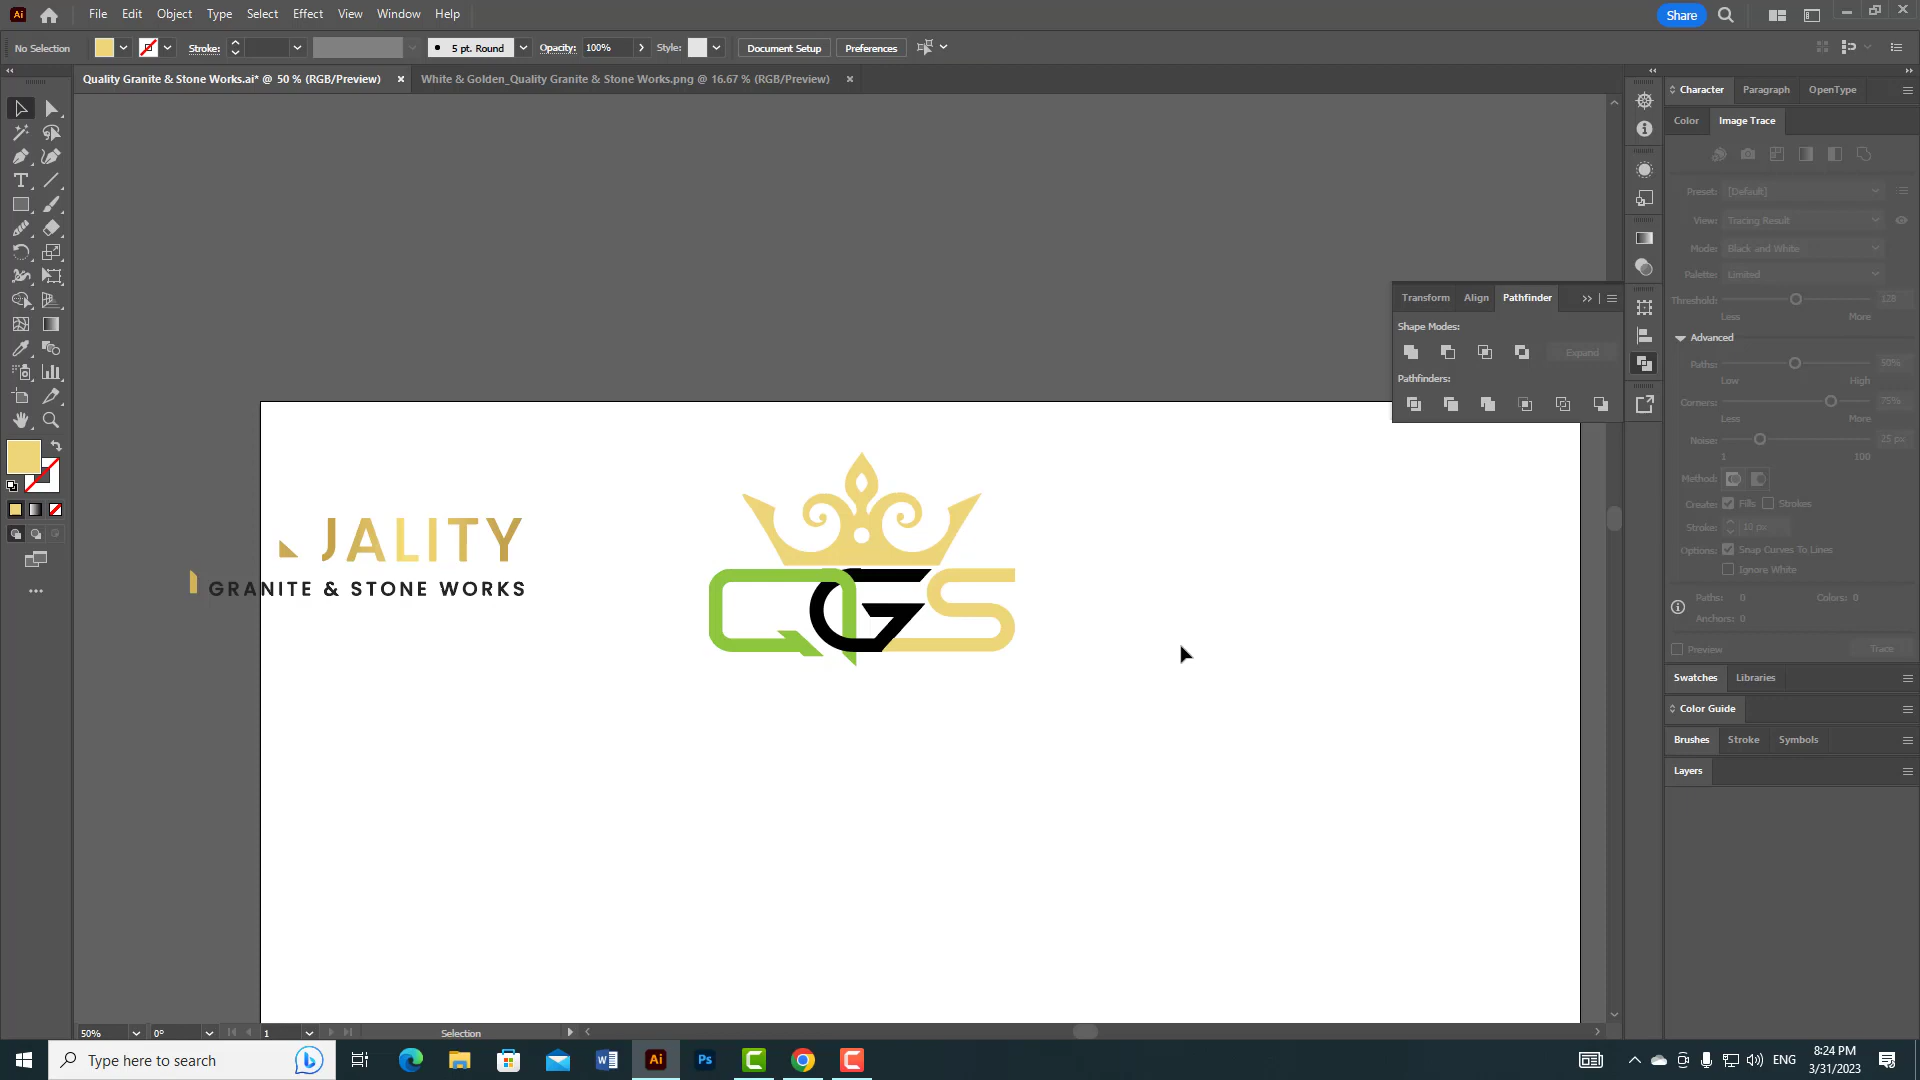 Ai File Edit Object Type Select Effect View Window Help Share
No Selection Stroke: 5 pt. Round Opacity: 100% Style: Document Setup Preferences
Quality Granite & Stone Works.ai* @ 50 % (RGB/Preview) White & Golden_Quality Granite & Stone Works.png @ 16.67 % (RGB/Preview)
Character Paragraph OpenType
Color Image Trace
Preset: [Default]
View: Tracing Result
Mode: Black and White
Palette: Limited
Threshold: 128
Less More
Advanced
Paths: 50%
Low High
Corners: 75%
Less More
Noise: 25 px
1 100
Method:
Create: Fills Strokes
Stroke: 10 px
Options: Snap Curves To Lines
Ignore White
Paths: 0 Colors: 0
Anchors: 0
Preview Trace
Swatches Libraries
Color Guide
Brushes Stroke Symbols
Layers
Transform Align Pathfinder
Shape Modes:
Expand
Pathfinders:
JALITY
GRANITE & STONE WORKS
QGS
50% 0° 1 Selection
Type here to search
Ai Ps
ENG
8:24 PM
3/31/2023